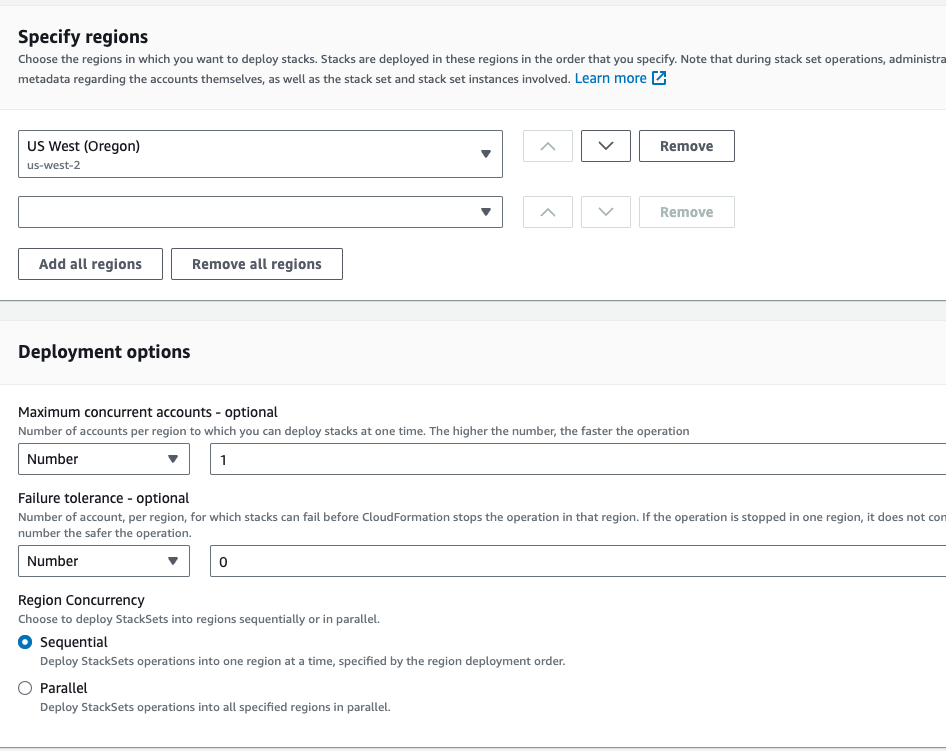 Specify regions
Choose the regions in which you want to deploy stacks. Stacks are deployed in these regions in the order that you specify. Note that during stack set operations, administra
metadata regarding the accounts themselves, as well as the stack set and stack set instances involved. Learn more
US West (Oregon)
us-west-2
Remove
Remove
Add all regions Remove all regions
Deployment options
Maximum concurrent accounts - optional
Number of accounts per region to which you can deploy stacks at one time. The higher the number, the faster the operation
Number 1
Failure tolerance - optional
Number of account, per region, for which stacks can fail before CloudFormation stops the operation in that region. If the operation is stopped in one region, it does not con
number the safer the operation.
Number 0
Region Concurrency
Choose to deploy StackSets into regions sequentially or in parallel.
Sequential
Deploy StackSets operations into one region at a time, specified by the region deployment order.
Parallel
Deploy StackSets operations into all specified regions in parallel.